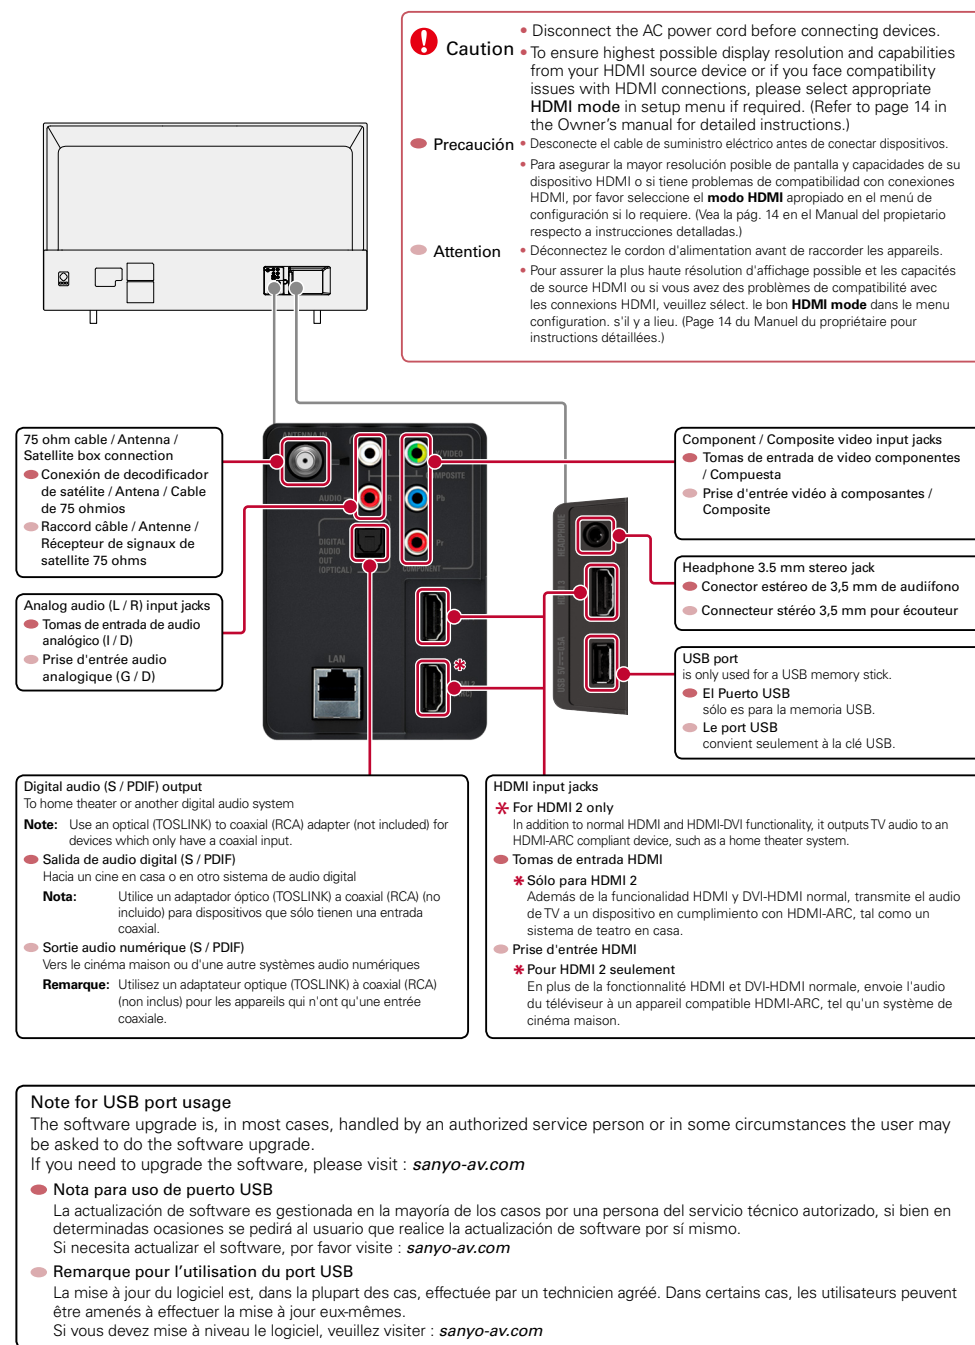 Caution
• Disconnect the AC power cord before connecting devices.
• To ensure highest possible display resolution and capabilities
from your HDMI source device or if you face compatibility
issues with HDMI connections, please select appropriate
HDMI mode in setup menu if required. (Refer to page 14 in
the Owner's manual for detailed instructions.)
Precaución • Desconecte el cable de suministro eléctrico antes de conectar dispositivos.
• Para asegurar la mayor resolución posible de pantalla y capacidades de su
dispositivo HDMI o si tiene problemas de compatibilidad con conexiones
HDMI, por favor seleccione el modo HDMI apropiado en el menú de
configuración si lo requiere. (Vea la pág. 14 en el Manual del propietario
respecto a instrucciones detalladas.)
Attention • Déconnectez le cordon d'alimentation avant de raccorder les appareils.
• Pour assurer la plus haute résolution d'affichage possible et les capacités
de source HDMI ou si vous avez des problèmes de compatibilité avec
les connexions HDMI, veuillez sélect. le bon HDMI mode dans le menu
configuration. s'il y a lieu. (Page 14 du Manuel du propriétaire pour
instructions détaillées.)
75 ohm cable / Antenna /
Satellite box connection
Conexión de decodificador
de satélite / Antena / Cable
de 75 ohmios
Raccord câble / Antenne /
Récepteur de signaux de
satellite 75 ohms
Analog audio (L / R) input jacks
Tomas de entrada de audio
analógico (I / D)
Prise d'entrée audio
analogique (G / D)
ANTENNA IN
L
/VIDEO
COMPOSITE
AUDIO
R
Pb
DIGITAL
AUDIO
OUT
(OPTICAL)
Pr
COMPONENT
LAN
*
HEADPHONE
USB 5V 0.5A
Component / Composite video input jacks
Tomas de entrada de video componentes
/ Compuesta
Prise d'entrée vidéo à composantes /
Composite
Headphone 3.5 mm stereo jack
Conector estéreo de 3,5 mm de audiífono
Connecteur stéréo 3,5 mm pour écouteur
USB port
is only used for a USB memory stick.
El Puerto USB
sólo es para la memoria USB.
Le port USB
convient seulement à la clé USB.
Digital audio (S / PDIF) output
To home theater or another digital audio system
Note: Use an optical (TOSLINK) to coaxial (RCA) adapter (not included) for
devices which only have a coaxial input.
Salida de audio digital (S / PDIF)
Hacia un cine en casa o en otro sistema de audio digital
Nota: Utilice un adaptador óptico (TOSLINK) a coaxial (RCA) (no
incluido) para dispositivos que sólo tienen una entrada
coaxial.
Sortie audio numérique (S / PDIF)
Vers le cinéma maison ou d'une autre systèmes audio numériques
Remarque: Utilisez un adaptateur optique (TOSLINK) à coaxial (RCA)
(non inclus) pour les appareils qui n'ont qu'une entrée
coaxiale.
HDMI input jacks
* For HDMI 2 only
In addition to normal HDMI and HDMI-DVI functionality, it outputs TV audio to an
HDMI-ARC compliant device, such as a home theater system.
Tomas de entrada HDMI
* Sólo para HDMI 2
Además de la funcionalidad HDMI y DVI-HDMI normal, transmite el audio
de TV a un dispositivo en cumplimiento con HDMI-ARC, tal como un
sistema de teatro en casa.
Prise d'entrée HDMI
* Pour HDMI 2 seulement
En plus de la fonctionnalité HDMI et DVI-HDMI normale, envoie l'audio
du téléviseur à un appareil compatible HDMI-ARC, tel qu'un système de
cinéma maison.
Note for USB port usage
The software upgrade is, in most cases, handled by an authorized service person or in some circumstances the user may
be asked to do the software upgrade.
If you need to upgrade the software, please visit : sanyo-av.com
Nota para uso de puerto USB
La actualización de software es gestionada en la mayoría de los casos por una persona del servicio técnico autorizado, si bien en
determinadas ocasiones se pedirá al usuario que realice la actualización de software por sí mismo.
Si necesita actualizar el software, por favor visite : sanyo-av.com
Remarque pour l'utilisation du port USB
La mise à jour du logiciel est, dans la plupart des cas, effectuée par un technicien agréé. Dans certains cas, les utilisateurs peuvent
être amenés à effectuer la mise à jour eux-mêmes.
Si vous devez mise à niveau le logiciel, veuillez visiter : sanyo-av.com